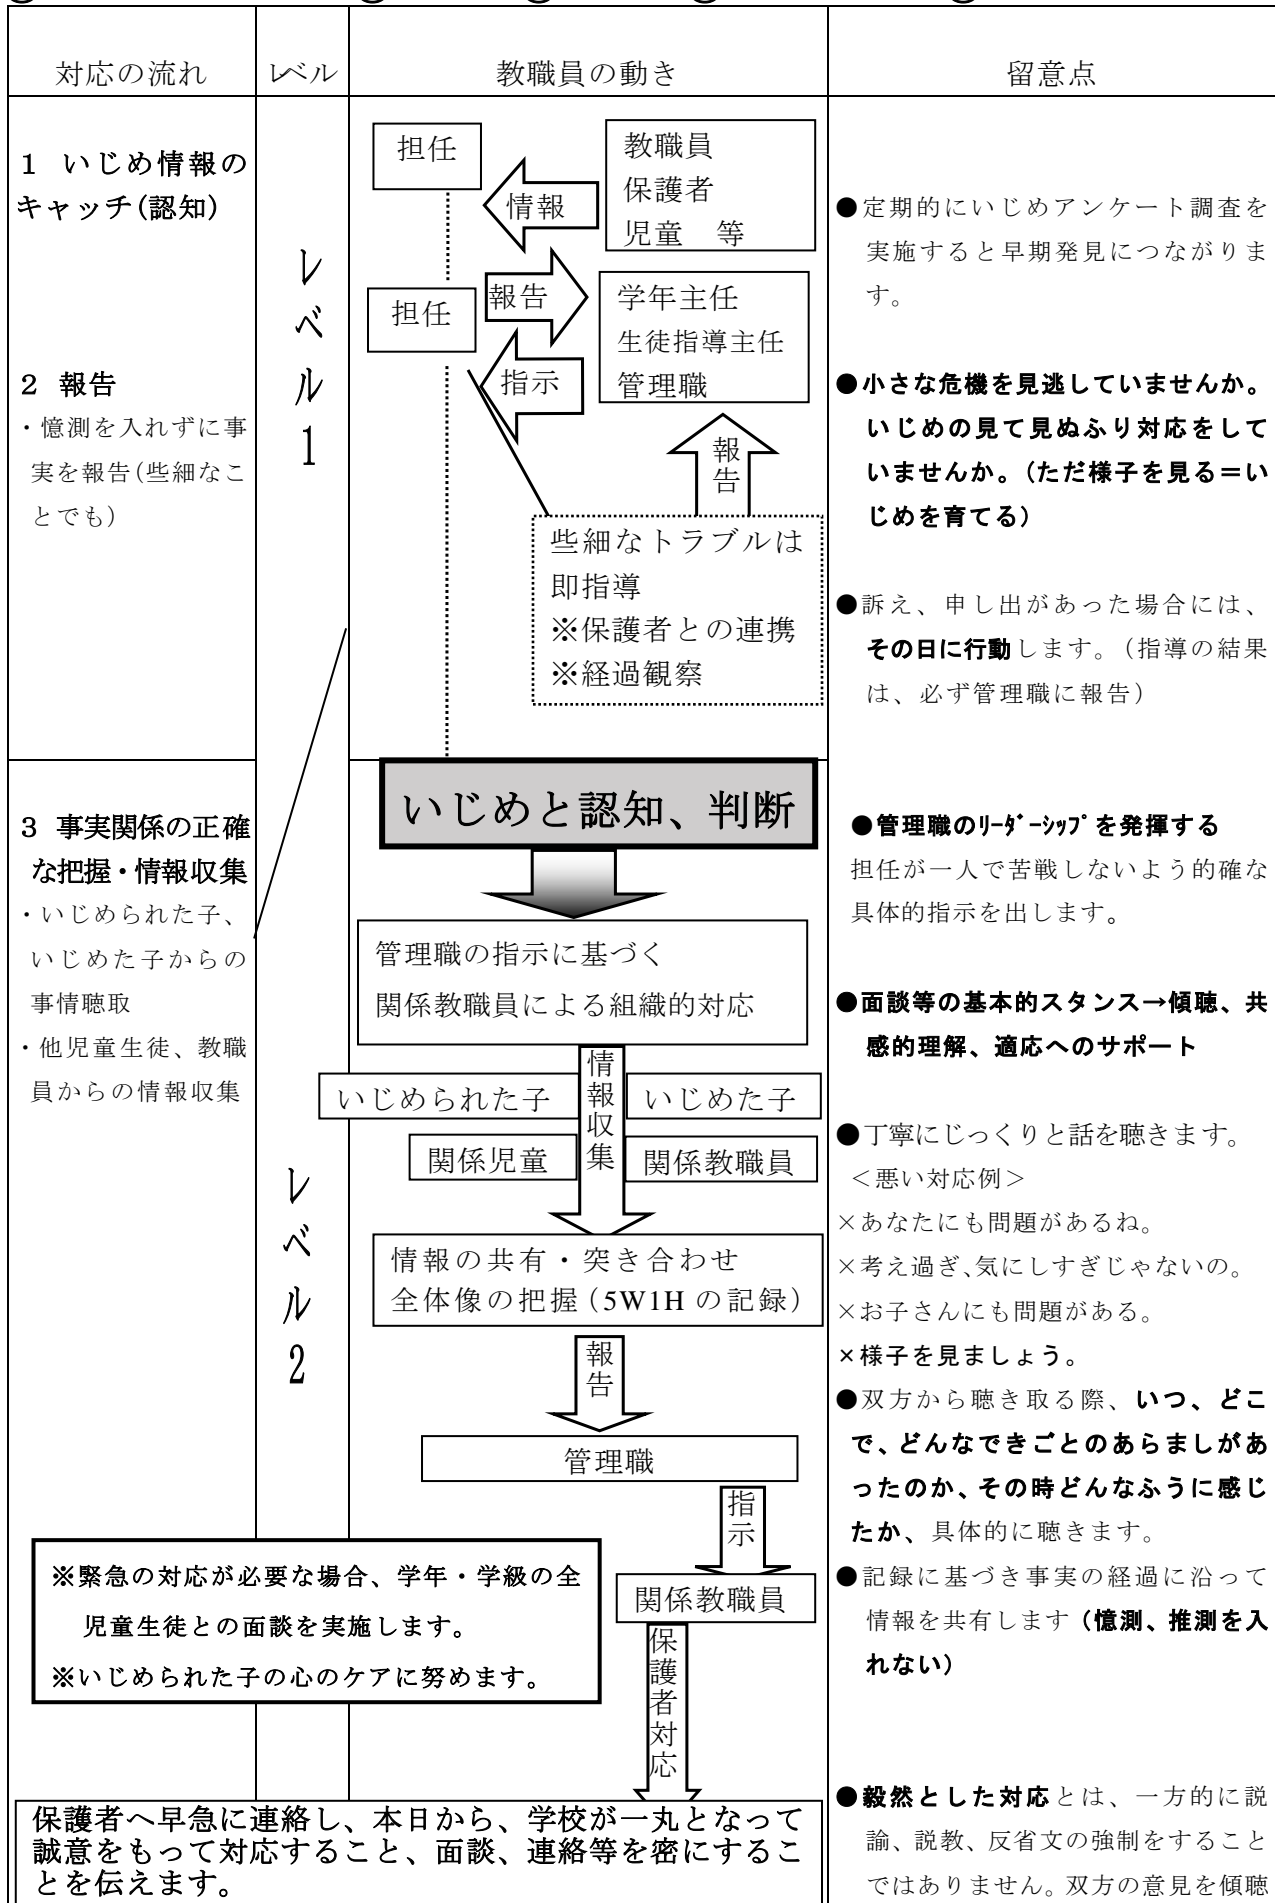 対応の流れ
レベル
教職員の動き
留意点
1 いじめ情報の
キャッチ(認知)
2 報告
・憶測を入れずに事
実を報告(些細なこ
とでも)
3 事実関係の正確
な把握・情報収集
・いじめられた子、
いじめた子からの
事情聴取
・他児童生徒、教職
員からの情報収集
レベル1
レベル2
担任
情報
教職員
保護者
児童 等
担任
報告
指示
学年主任
生徒指導主任
管理職
報告
些細なトラブルは
即指導
※保護者との連携
※経過観察
いじめと認知、判断
管理職の指示に基づく
関係教職員による組織的対応
情報収集
いじめられた子
いじめた子
関係児童
関係教職員
情報の共有・突き合わせ
全体像の把握(5W1Hの記録)
報告
管理職
指示
関係教職員
保護者対応
※緊急の対応が必要な場合、学年・学級の全
児童生徒との面談を実施します。
※いじめられた子の心のケアに努めます。
保護者へ早急に連絡し、本日から、学校が一丸となって
誠意をもって対応すること、面談、連絡等を密にするこ
とを伝えます。
●定期的にいじめアンケート調査を
実施すると早期発見につながりま
す。
●小さな危機を見逃していませんか。
いじめの見て見ぬふり対応をして
いませんか。(ただ様子を見る=い
じめを育てる)
●訴え、申し出があった場合には、
その日に行動します。(指導の結果
は、必ず管理職に報告)
●管理職のリーダーシップを発揮する
担任が一人で苦戦しないよう的確な
具体的指示を出します。
●面談等の基本的スタンス→傾聴、共
感的理解、適応へのサポート
●丁寧にじっくりと話を聴きます。
<悪い対応例>
×あなたにも問題があるね。
×考え過ぎ、気にしすぎじゃないの。
×お子さんにも問題がある。
×様子を見ましょう。
●双方から聴き取る際、いつ、どこ
で、どんなできごとのあらましがあ
ったのか、その時どんなふうに感じ
たか、具体的に聴きます。
●記録に基づき事実の経過に沿って
情報を共有します(憶測、推測を入
れない)
●毅然とした対応とは、一方的に説
諭、説教、反省文の強制をすること
ではありません。双方の意見を傾聴